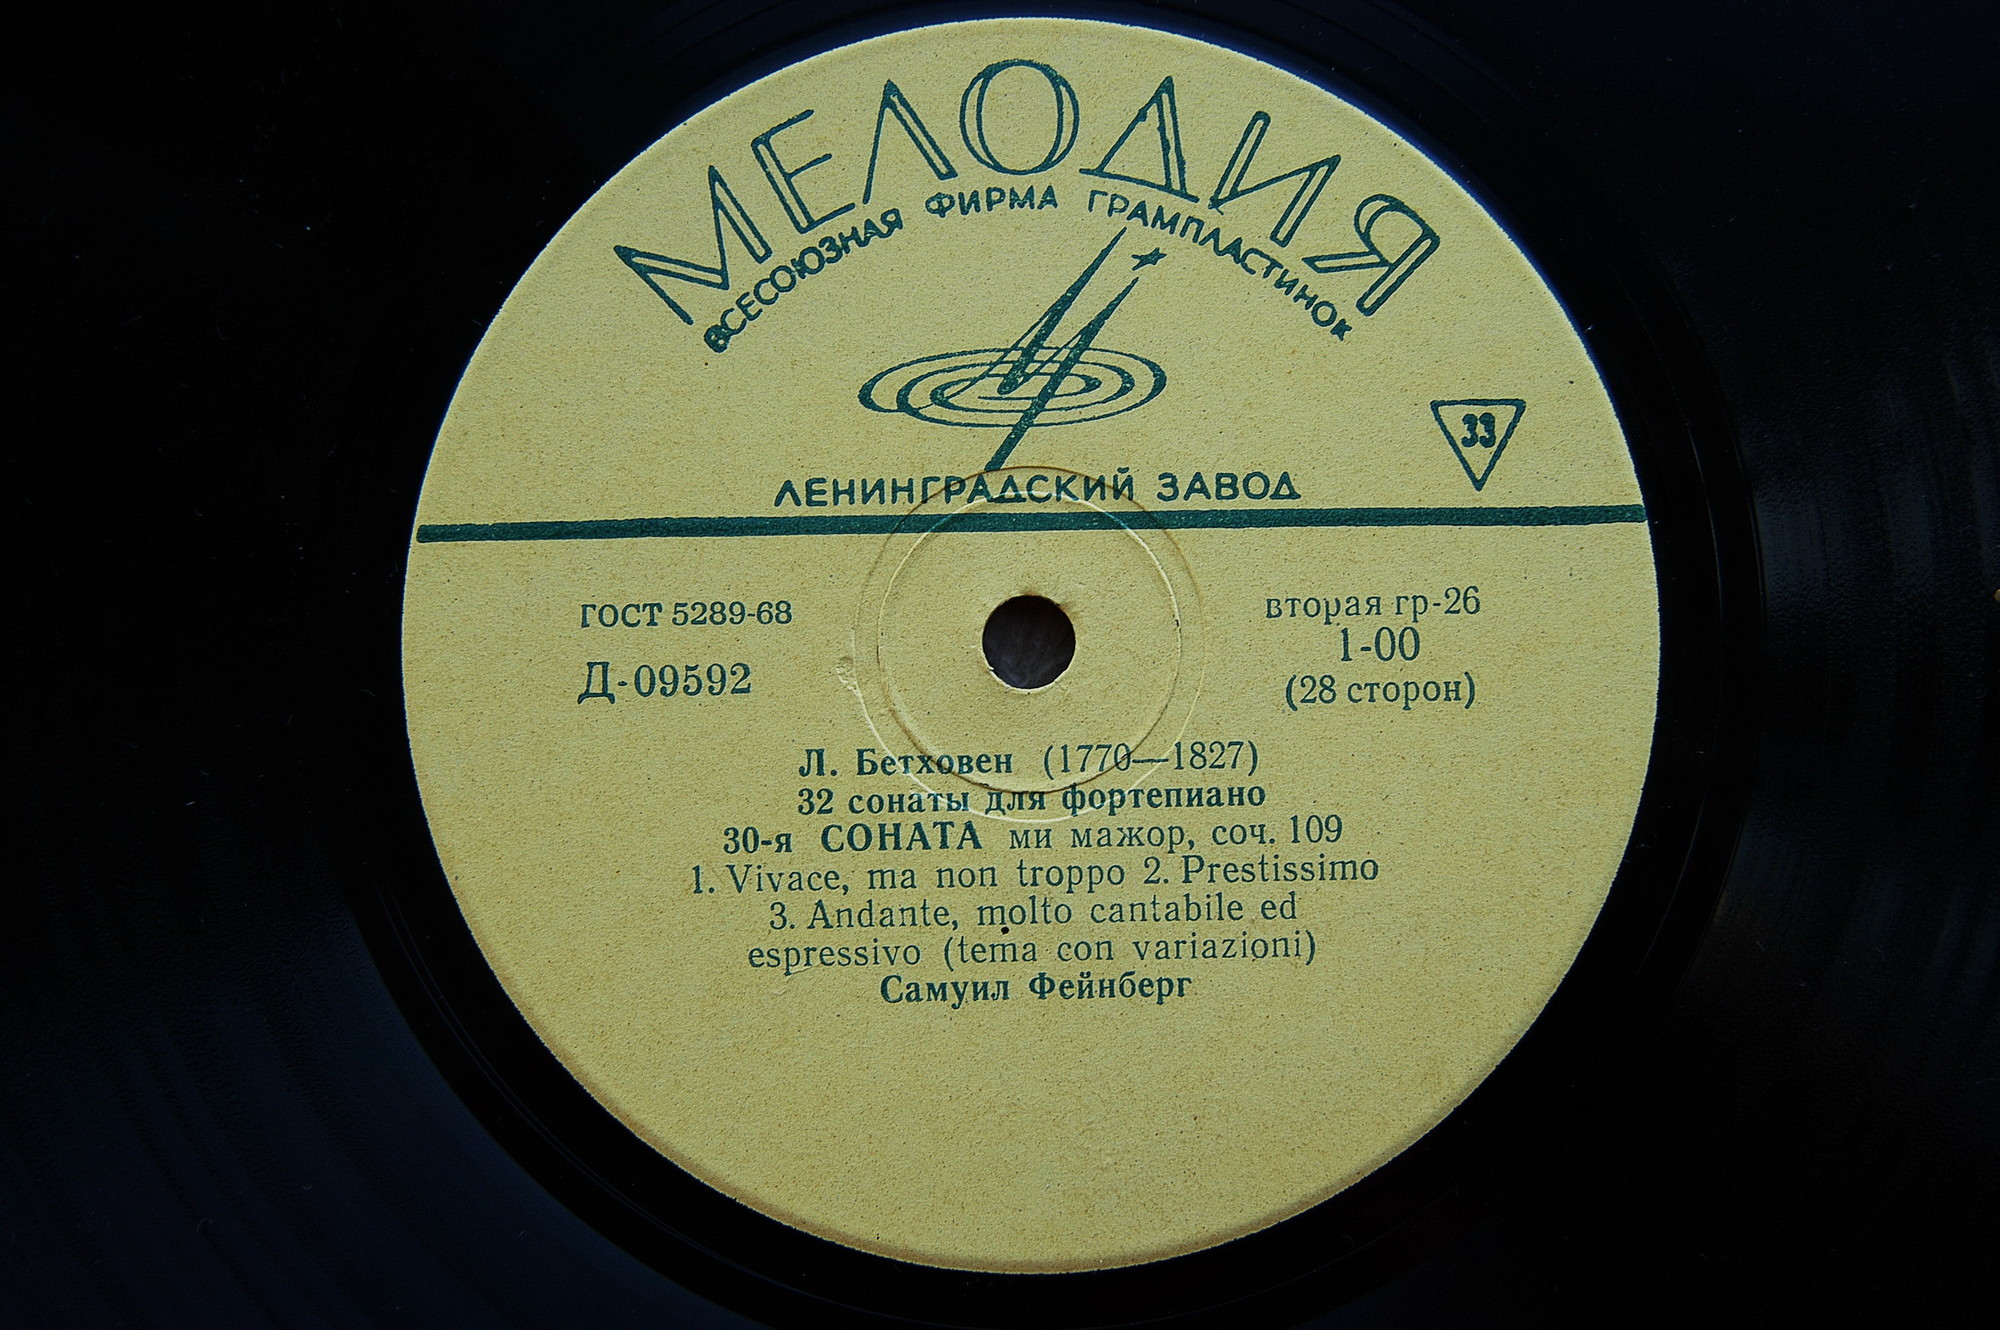 МЕЛОДИЯ
ВСЕСОЮЗНАЯ ФИРМА ГРАМПЛАСТИНОК
33
ЛЕНИНГРАДСКИЙ ЗАВОД
ГОСТ 5289-68
Д-09592
вторая гр-26
1-00
(28 сторон)
Л. Бетховен (1770—1827)
32 сонаты для фортепиано
30-я СОНАТА ми мажор, соч. 109
1. Vivace, ma non troppo 2. Prestissimo
3. Andante, molto cantabile ed
espressivo (tema con variazioni)
Самуил Фейнберг